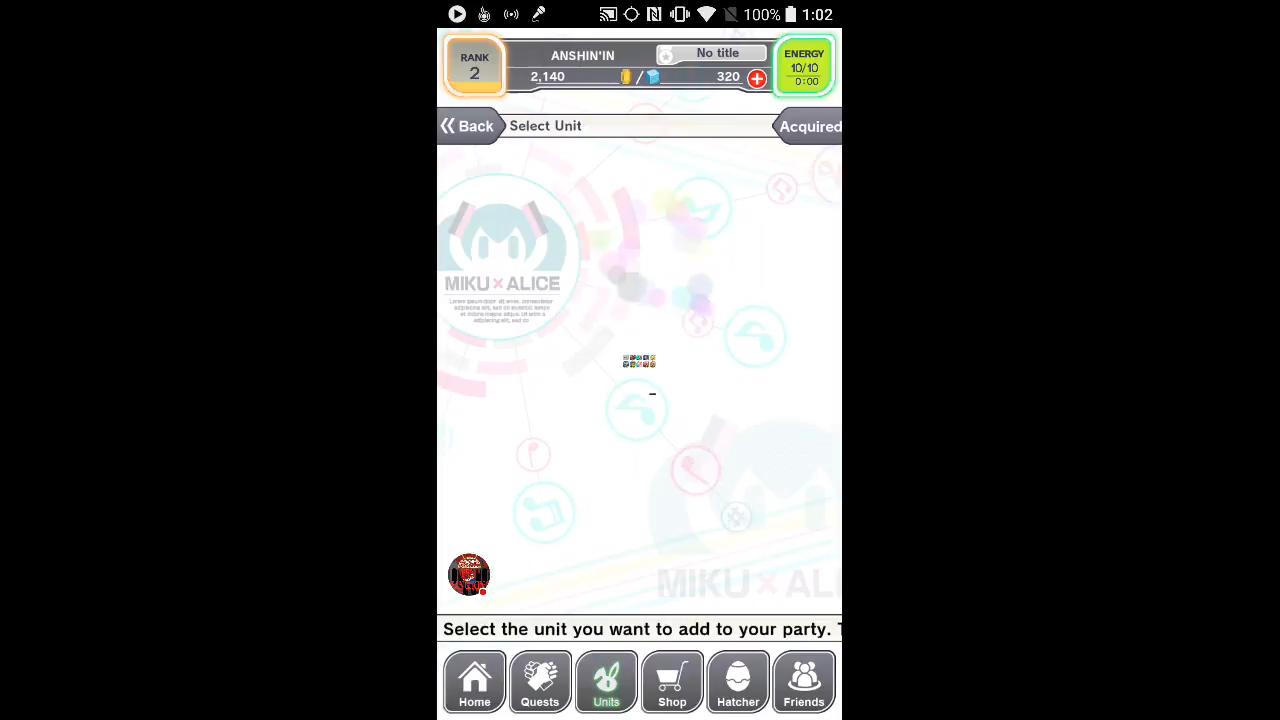 100% 1:02
RANK
2
ANSHIN'IN
No title
2,140 / 320
ENERGY
10/10
0:00
Back
Select Unit
Acquired
MIKU×ALICE
MIKU×AL
Select the unit you want to add to your party.
Home
Quests
Units
Shop
Hatcher
Friends